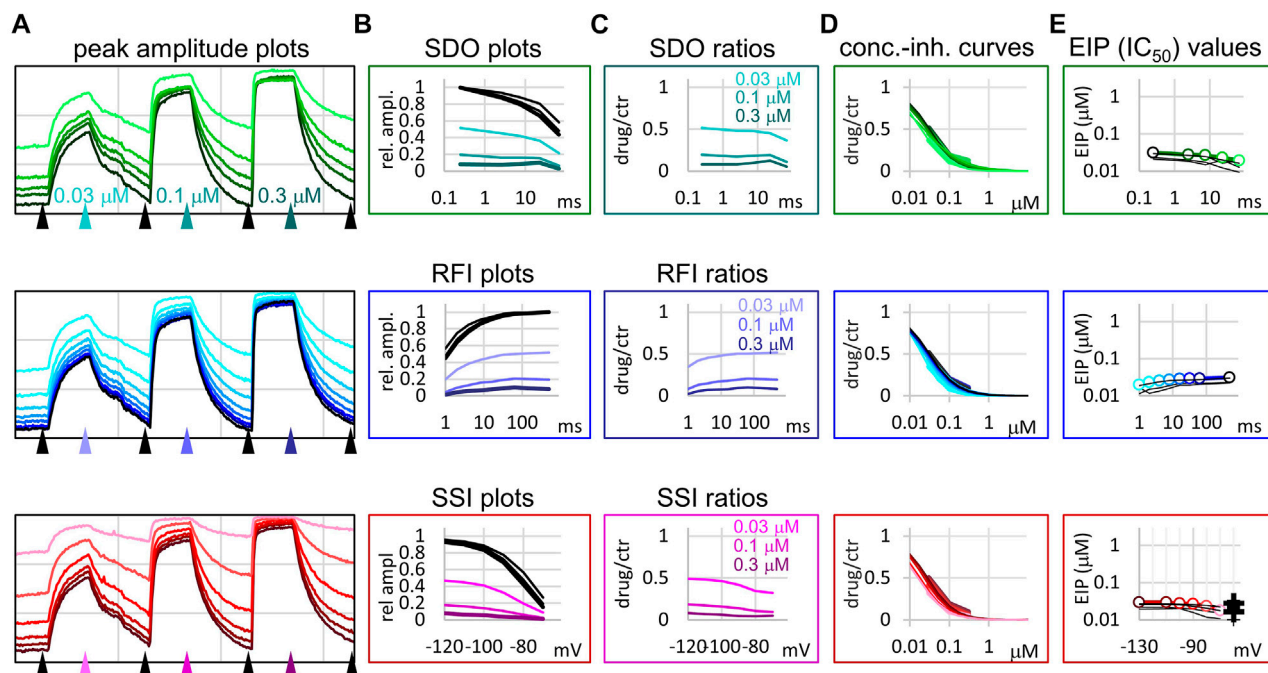 A B C D E
peak amplitude plots SDO plots SDO ratios conc.-inh. curves EIP (IC50) values
0.03 μM 0.1 μM 0.3 μM
rel. ampl.
1
0.8
0.6
0.4
0.2
0
0.1 1 10 ms
drug/ctr
1
0.5
0
0.03 μM
0.1 μM
0.3 μM
0.1 1 10 ms
drug/ctr
1
0.5
0
0.01 0.1 1 μM
EIP (μM)
1
0.1
0.01
0.1 1 10 ms
RFI plots RFI ratios
rel. ampl.
1
0.8
0.6
0.4
0.2
0
1 10 100 ms
drug/ctr
1
0.5
0
0.03 μM
0.1 μM
0.3 μM
1 10 100 ms
drug/ctr
1
0.5
0
0.01 0.1 1 μM
EIP (μM)
1
0.1
0.01
1 10 100 ms
SSI plots SSI ratios
rel ampl.
1
0.8
0.6
0.4
0.2
0
-120 -100 -80 mV
drug/ctr
1
0.5
0
0.03 μM
0.1 μM
0.3 μM
-120 -100 -80 mV
drug/ctr
1
0.5
0
0.01 0.1 1 μM
EIP (μM)
1
0.1
0.01
-130 -90 mV